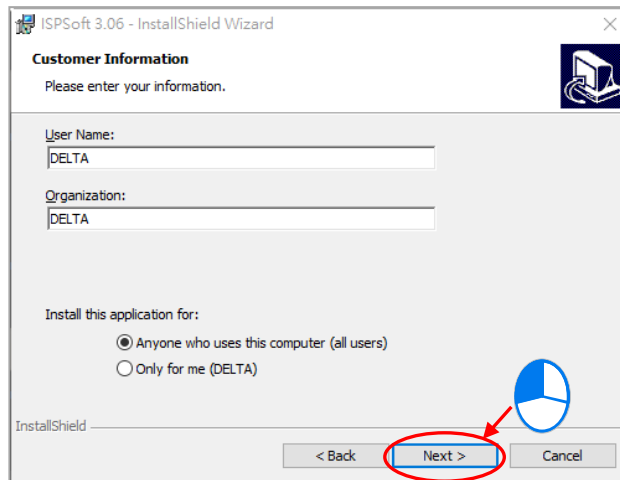 ISPSoft 3.06 - InstallShield Wizard
Customer Information
Please enter your information.
User Name:
DELTA
Organization:
DELTA
Install this application for:
Anyone who uses this computer (all users)
Only for me (DELTA)
InstallShield
< Back Next > Cancel